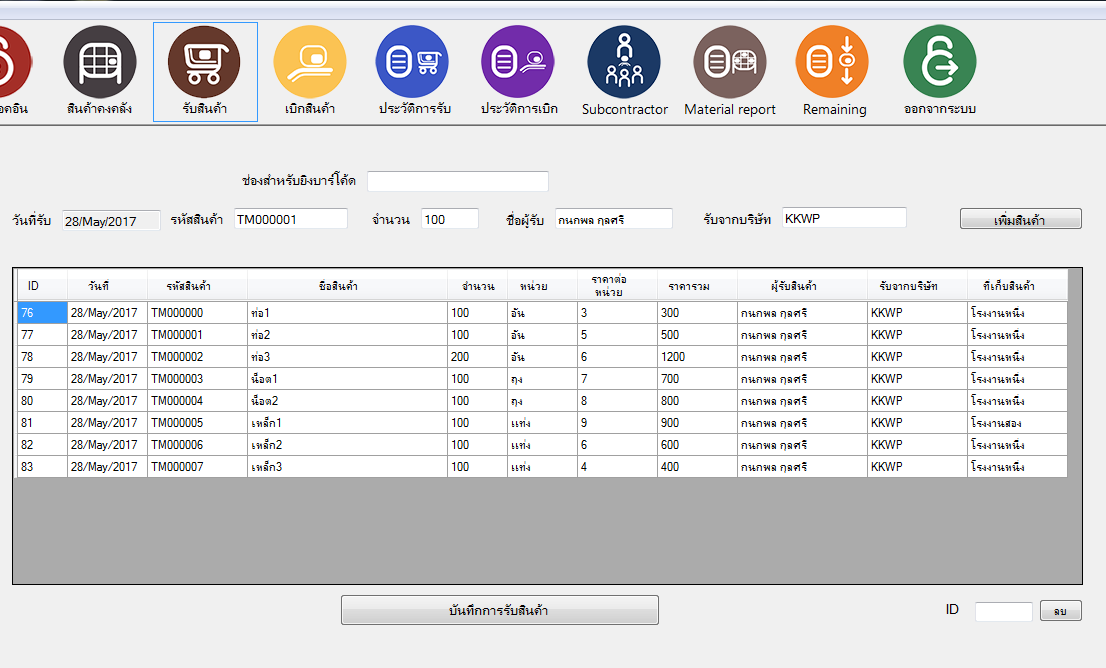 อดอิน สินค้าคงคลัง รับสินค้า เบิกสินค้า ประวัติการรับ ประวัติการเบิก Subcontractor Material report Remaining ออกจากระบบ
ช่องสำหรับยิงบาร์โค้ด
วันที่รับ 28/May/2017 รหัสสินค้า TM000001 จำนวน 100 ชื่อผู้รับ กนกพล กุลศรี รับจากบริษัท KKWP เพิ่มสินค้า
ID วันที่ รหัสสินค้า ชื่อสินค้า จำนวน หน่วย ราคาต่อหน่วย ราคารวม ผู้รับสินค้า รับจากบริษัท ที่เก็บสินค้า
76 28/May/2017 TM000000 ท่อ1 100 อัน 3 300 กนกพล กุลศรี KKWP โรงงานหนึ่ง
77 28/May/2017 TM000001 ท่อ2 100 อัน 5 500 กนกพล กุลศรี KKWP โรงงานหนึ่ง
78 28/May/2017 TM000002 ท่อ3 200 อัน 6 1200 กนกพล กุลศรี KKWP โรงงานหนึ่ง
79 28/May/2017 TM000003 น็อต1 100 ถุง 7 700 กนกพล กุลศรี KKWP โรงงานหนึ่ง
80 28/May/2017 TM000004 น็อต2 100 ถุง 8 800 กนกพล กุลศรี KKWP โรงงานหนึ่ง
81 28/May/2017 TM000005 เหล็ก1 100 แท่ง 9 900 กนกพล กุลศรี KKWP โรงงานสอง
82 28/May/2017 TM000006 เหล็ก2 100 แท่ง 6 600 กนกพล กุลศรี KKWP โรงงานหนึ่ง
83 28/May/2017 TM000007 เหล็ก3 100 แท่ง 4 400 กนกพล กุลศรี KKWP โรงงานหนึ่ง
บันทึกการรับสินค้า ID ลบ